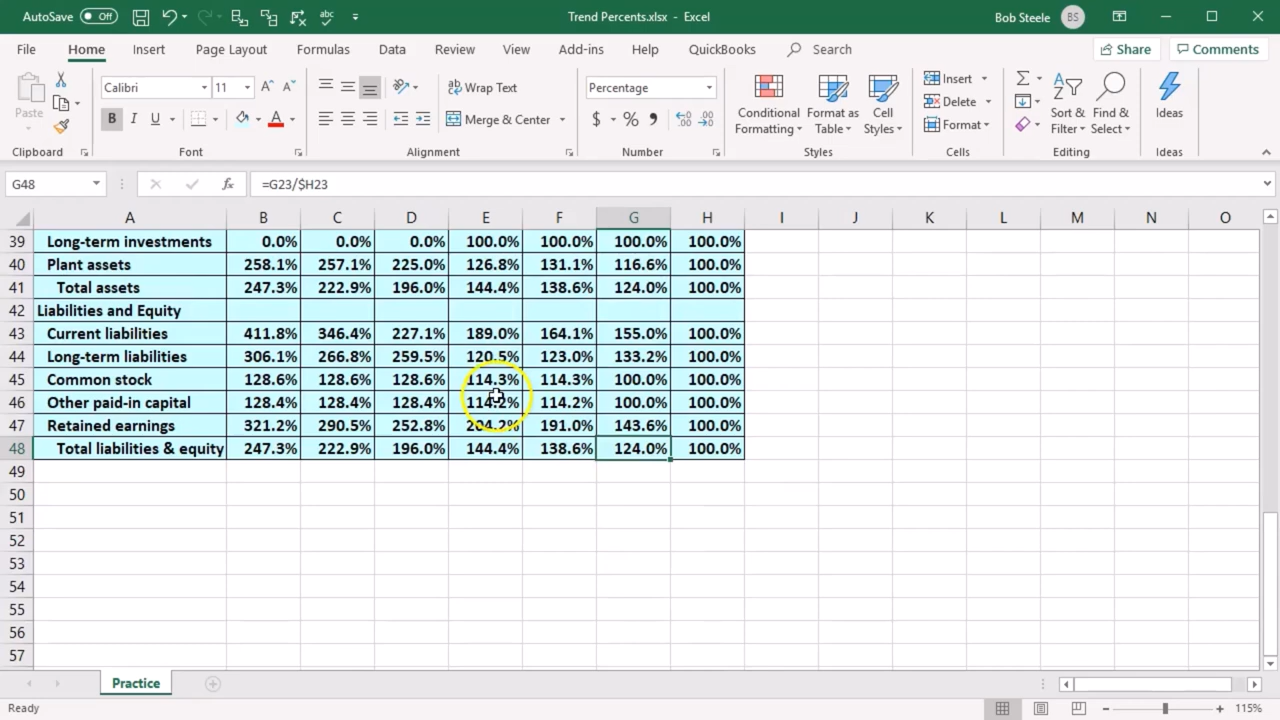 AutoSave Off Trend Percents.xlsx - Excel Bob Steele BS
File Home Insert Page Layout Formulas Data Review View Add-ins Help QuickBooks Search Share Comments
Paste Calibri 11 A A Wrap Text Percentage Conditional Formatting Format as Table Cell Styles Insert Σ Sort & Filter Find & Select Ideas
B I U A Merge & Center $ % , Delete
Format
Clipboard Font Alignment Number Styles Cells Editing Ideas
G48 fx =G23/$H23
A B C D E F G H I J K L M N O
39 Long-term investments 0.0% 0.0% 0.0% 100.0% 100.0% 100.0% 100.0%
40 Plant assets 258.1% 257.1% 225.0% 126.8% 131.1% 116.6% 100.0%
41 Total assets 247.3% 222.9% 196.0% 144.4% 138.6% 124.0% 100.0%
42 Liabilities and Equity
43 Current liabilities 411.8% 346.4% 227.1% 189.0% 164.1% 155.0% 100.0%
44 Long-term liabilities 306.1% 266.8% 259.5% 120.5% 123.0% 133.2% 100.0%
45 Common stock 128.6% 128.6% 128.6% 114.3% 114.3% 100.0% 100.0%
46 Other paid-in capital 128.4% 128.4% 128.4% 114.2% 114.2% 100.0% 100.0%
47 Retained earnings 321.2% 290.5% 252.8% 204.2% 191.0% 143.6% 100.0%
48 Total liabilities & equity 247.3% 222.9% 196.0% 144.4% 138.6% 124.0% 100.0%
49
50
51
52
53
54
55
56
57
Practice
Ready 115%